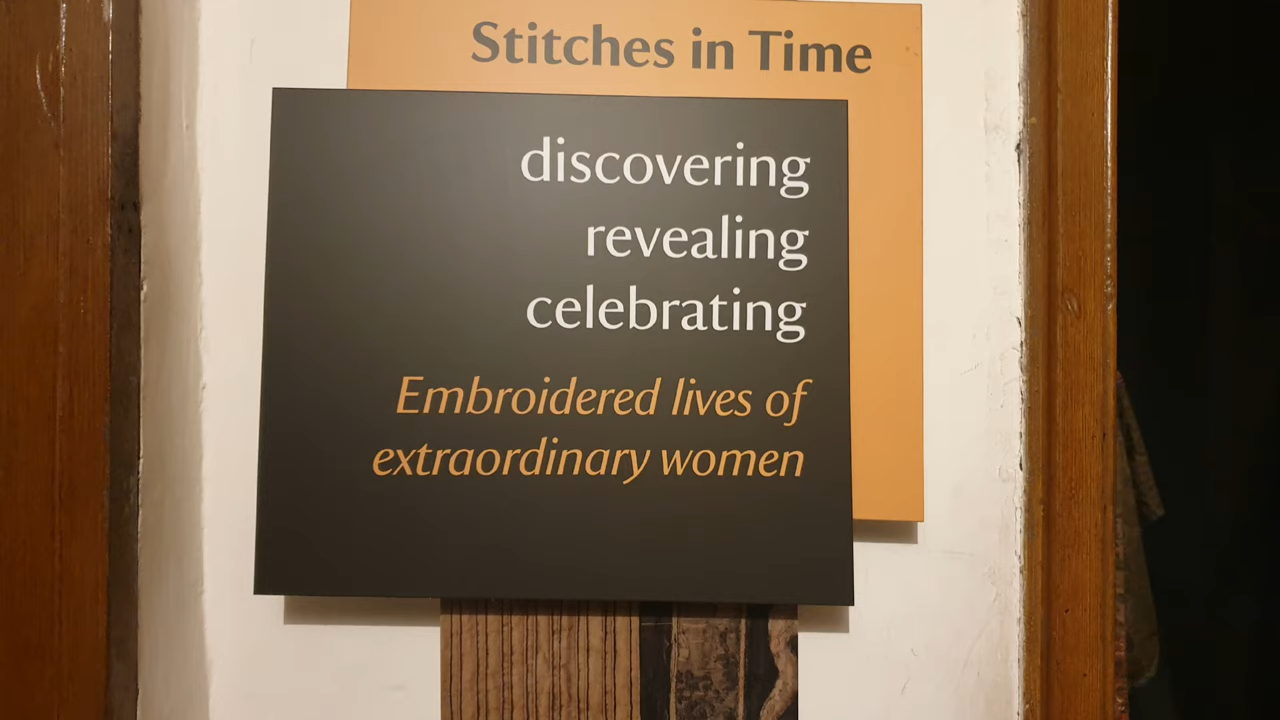 Stitches in Time
discovering
revealing
celebrating
Embroidered lives of
extraordinary women